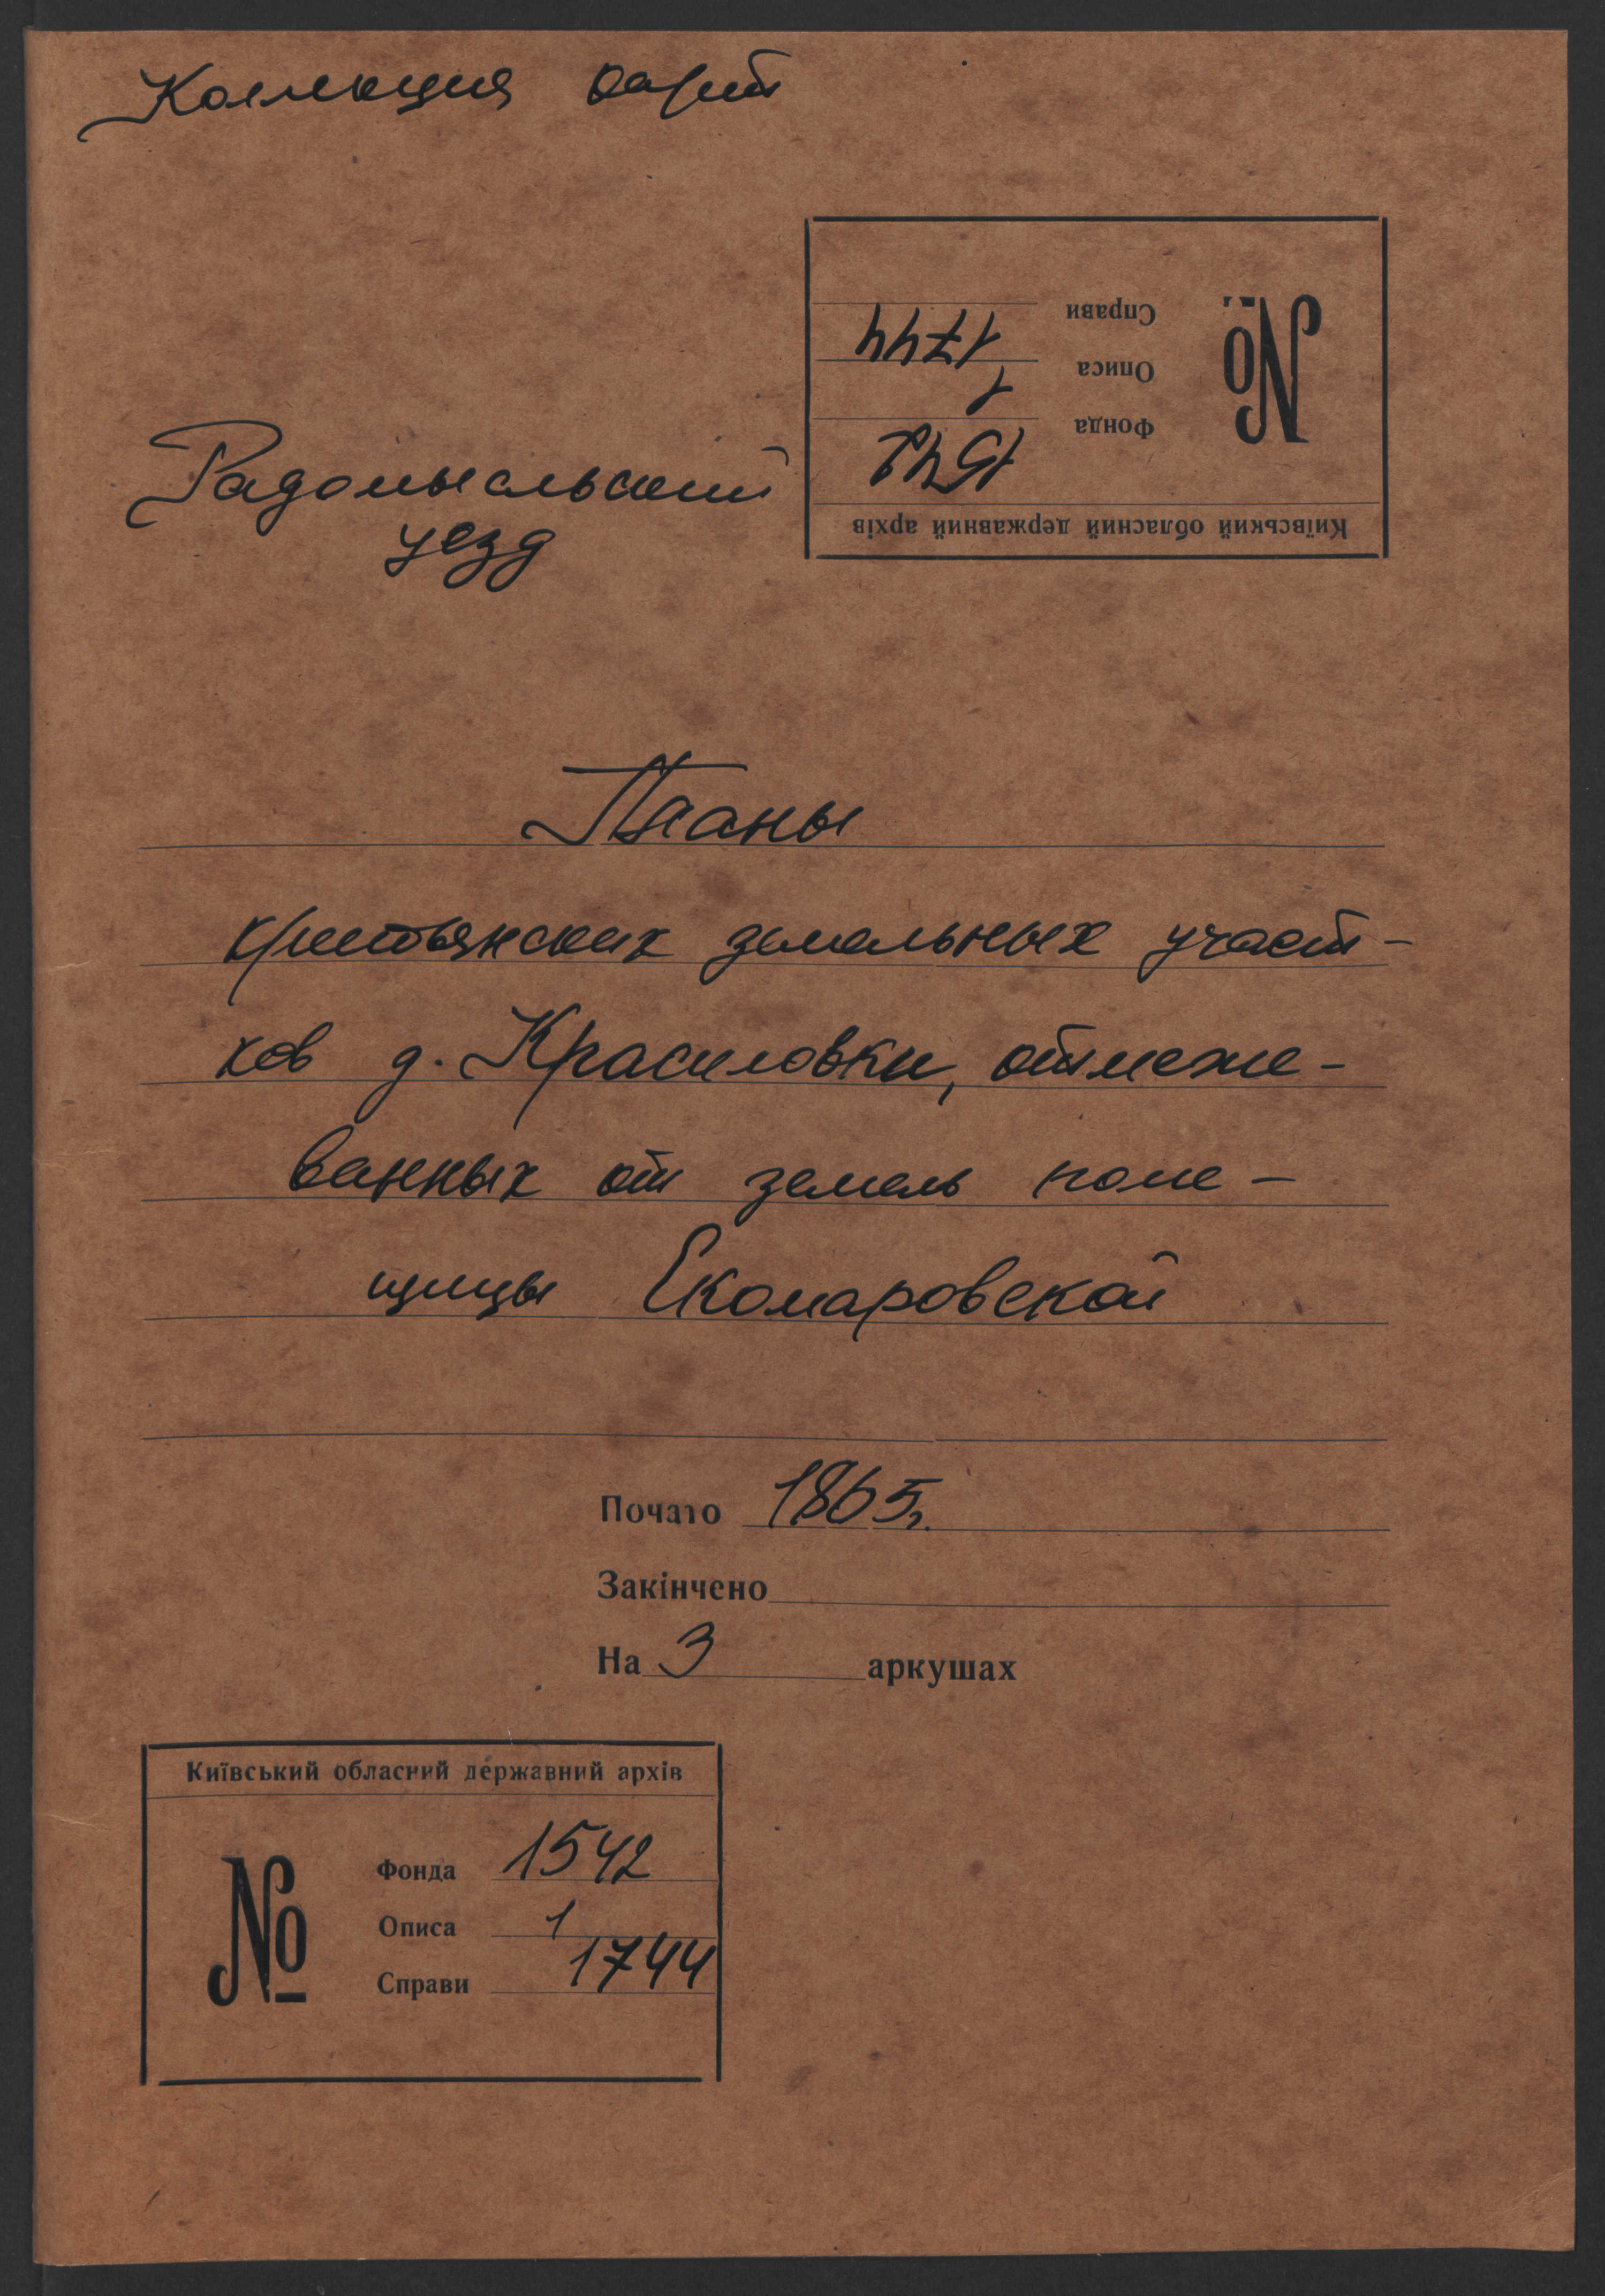 Коллекция карт
Справи 1744
Описа 1
Фонда 1542
Київський обласний державний архів
№
Радомысльский
уезд
Планы
крестьянских земельных участ-
ков д. Красиловки, отмеже-
ванных от земель поме-
щицы Скомаровской
Почато 1865г.
Закінчено
На 3 аркушах
Київський обласний державний архів
№
Фонда 1542
Описа 1
Справи 1744